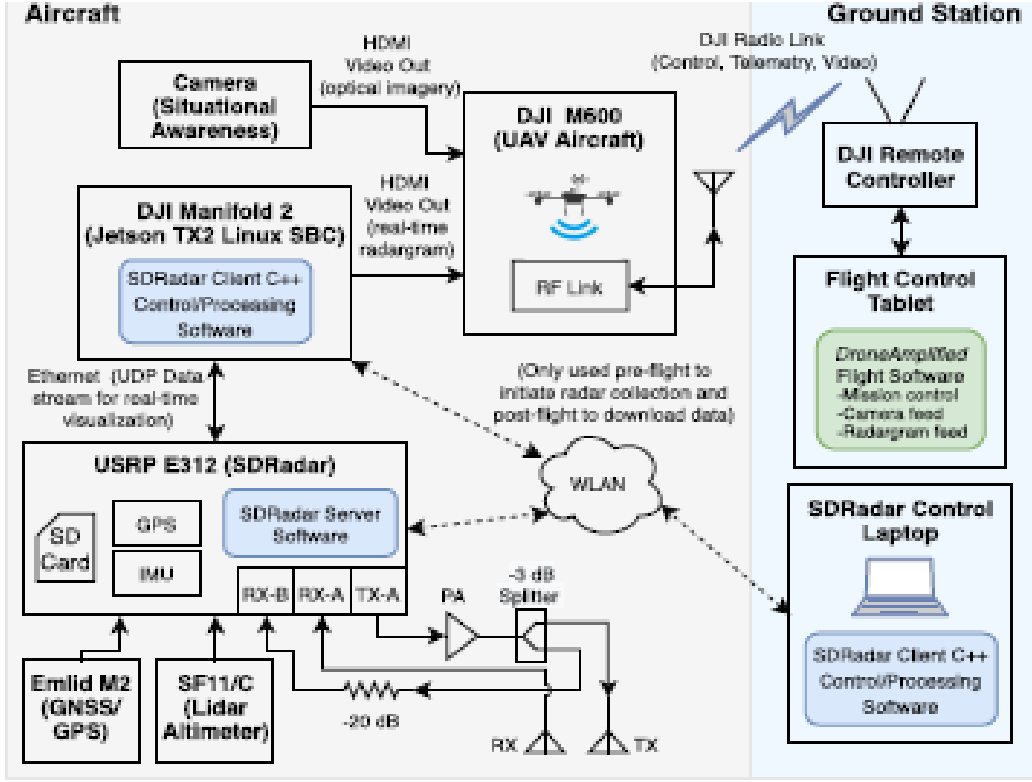 Aircraft
Ground Station
HDMI
Video Out
(optical imagery)
DJI Radio Link
(Control, Telemetry, Video)
Camera
(Situational
Awareness)
DJI M600
(UAV Aircraft)
RF Link
DJI Remote
Controller
DJI Manifold 2
(Jetson TX2 Linux SBC)
SDRadar Client C++
Control/Processing
Software
HDMI
Video Out
(real-time
radargram)
Flight Control
Tablet
DroneAmplified
Flight Software
-Mission control
-Camera feed
-Radargram feed
Ethernet (UDP Data
stream for real-time
visualization)
(Only used pre-flight to
initiate radar collection and
post-flight to download data)
WLAN
USRP E312 (SDRadar)
SD
Card
GPS
IMU
SDRadar Server
Software
RX-B
RX-A
TX-A
PA
-3 dB
Splitter
SDRadar Control
Laptop
SDRadar Client C++
Control/Processing
Software
Emlid M2
(GNSS/
GPS)
SF11/C
(Lidar
Altimeter)
-20 dB
RX
TX